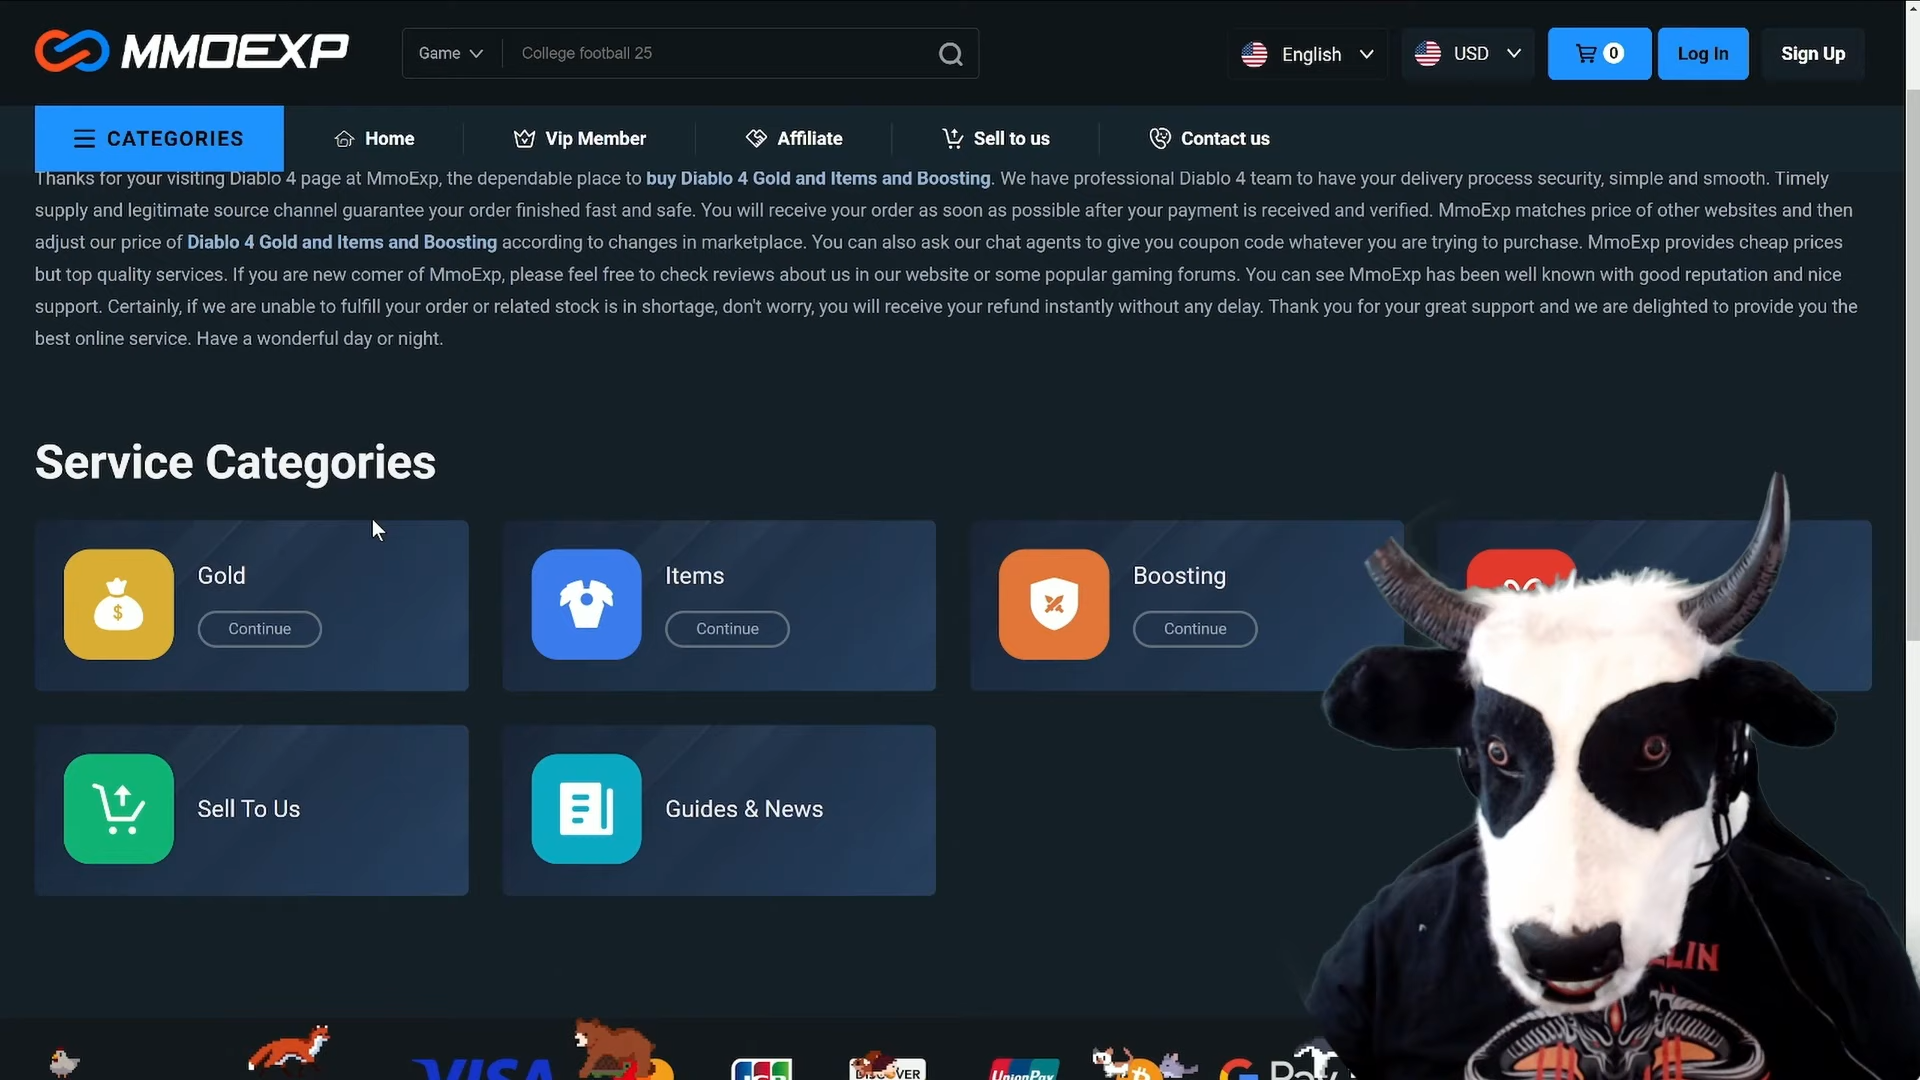 MMOEXP
Game
College football 25
English
USD
0
Log In
Sign Up
CATEGORIES
Home
Vip Member
Affiliate
Sell to us
Contact us
Thanks for your visiting Diablo 4 page at MmoExp, the dependable place to buy Diablo 4 Gold and Items and Boosting. We have professional Diablo 4 team to have your delivery process security, simple and smooth. Timely
supply and legitimate source channel guarantee your order finished fast and safe. You will receive your order as soon as possible after your payment is received and verified. MmoExp matches price of other websites and then
adjust our price of Diablo 4 Gold and Items and Boosting according to changes in marketplace. You can also ask our chat agents to give you coupon code whatever you are trying to purchase. MmoExp provides cheap prices
but top quality services. If you are new comer of MmoExp, please feel free to check reviews about us in our website or some popular gaming forums. You can see MmoExp has been well known with good reputation and nice
support. Certainly, if we are unable to fulfill your order or related stock is in shortage, don't worry, you will receive your refund instantly without any delay. Thank you for your great support and we are delighted to provide you the
best online service. Have a wonderful day or night.
Service Categories
Gold
Continue
Items
Continue
Boosting
Continue
Sell To Us
Guides & News
VISA
JCB
UnionPay
G Pay